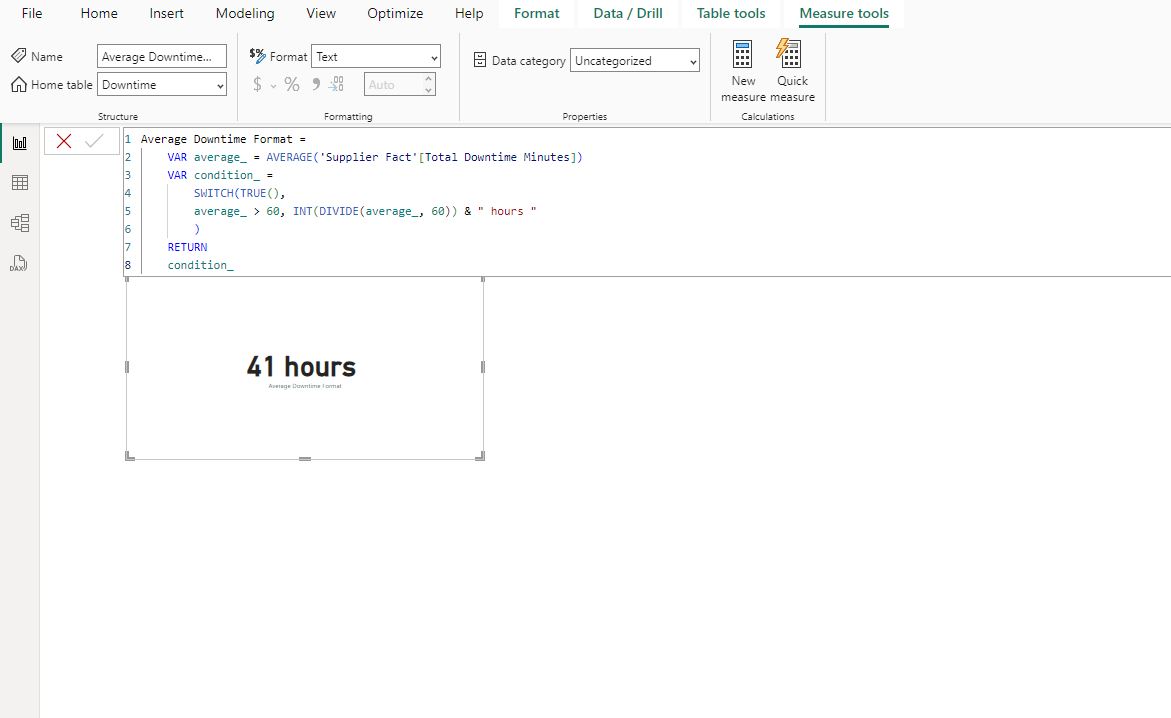 File Home Insert Modeling View Optimize Help Format Data / Drill Table tools Measure tools
Name Average Downtime...
Home table Downtime
Structure
$% Format Text
$ % 9 .00 Auto
Formatting
Data category Uncategorized
Properties
New measure
Quick measure
Calculations
1 Average Downtime Format =
2 VAR average_ = AVERAGE('Supplier Fact'[Total Downtime Minutes])
3 VAR condition_ =
4 SWITCH(TRUE(),
5 average_ > 60, INT(DIVIDE(average_, 60)) & " hours "
6 )
7 RETURN
8 condition_
DAX
41 hours
Average Downtime Format